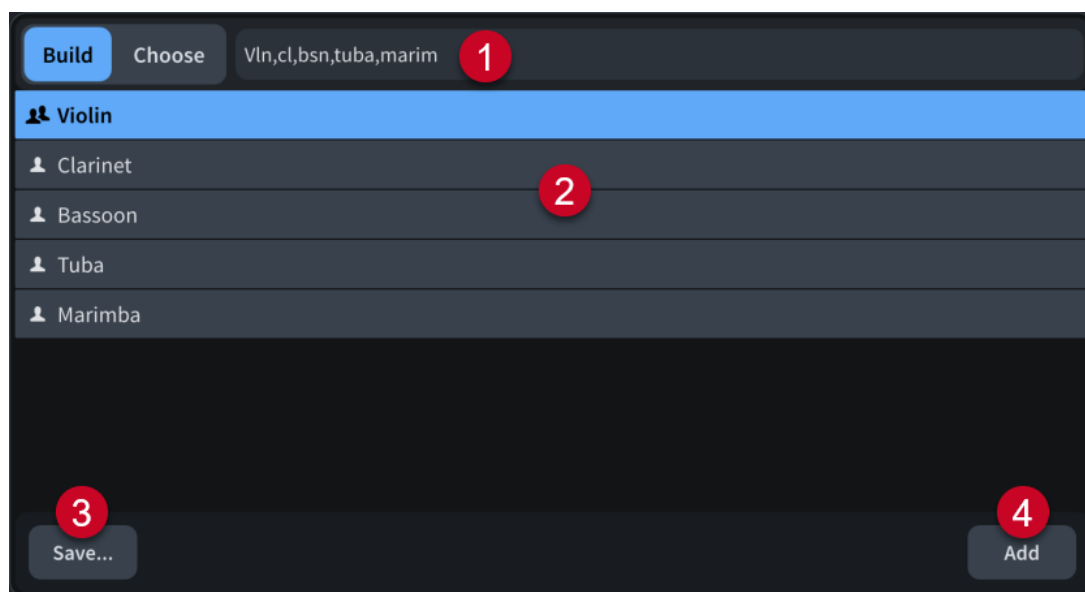 Build Choose Vln,cl,bsn,tuba,marim 1
Violin
Clarinet
2
Bassoon
Tuba
Marimba
3 4
Save... Add